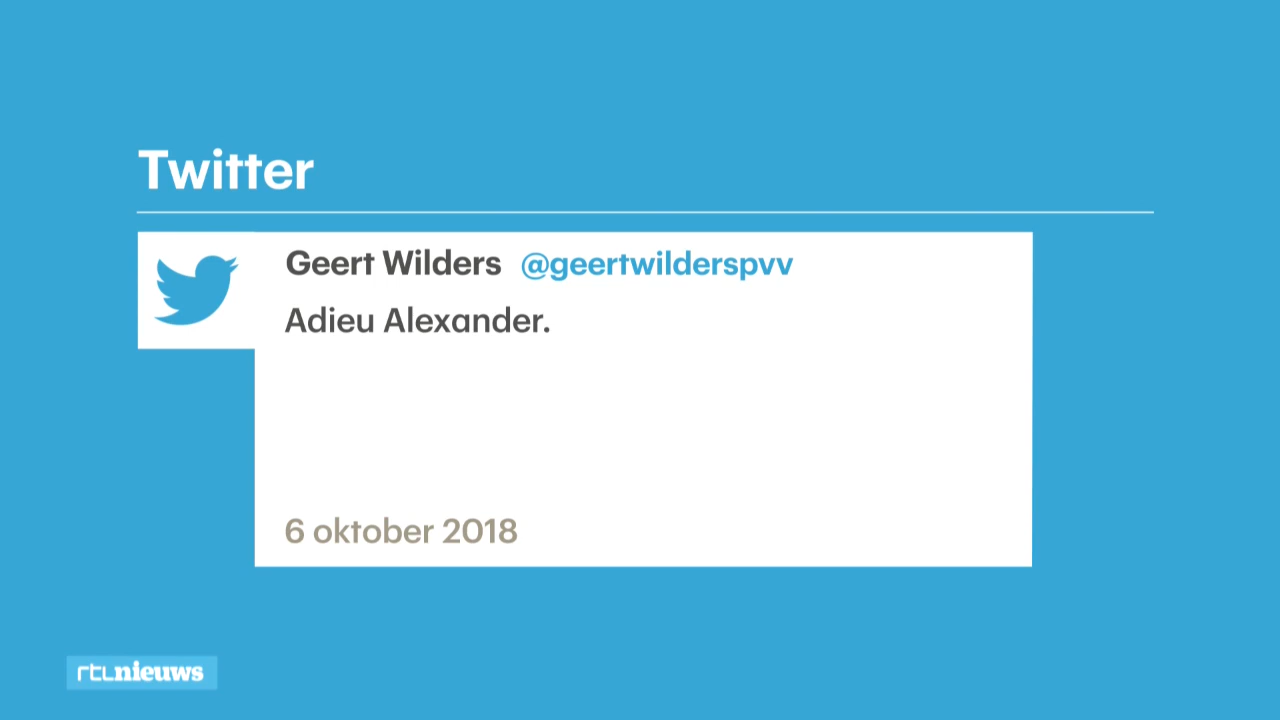 Twitter
Geert Wilders @geertwilderspvv
Adieu Alexander.
6 oktober 2018
rtlnieuws